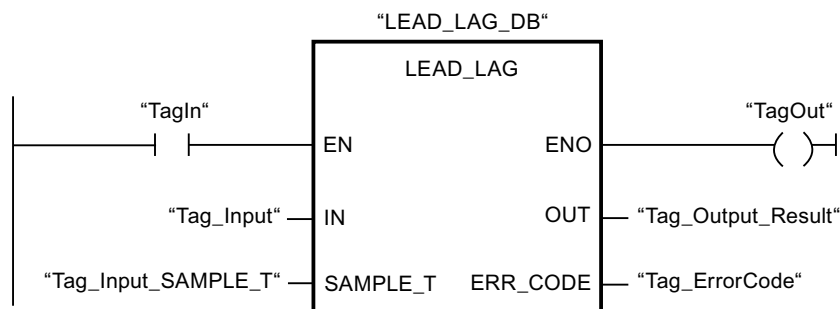 “LEAD_LAG_DB“
LEAD_LAG
“TagIn“
“TagOut“
EN
ENO
“Tag_Input“
IN
OUT
“Tag_Output_Result“
“Tag_Input_SAMPLE_T“
SAMPLE_T
ERR_CODE
“Tag_ErrorCode“